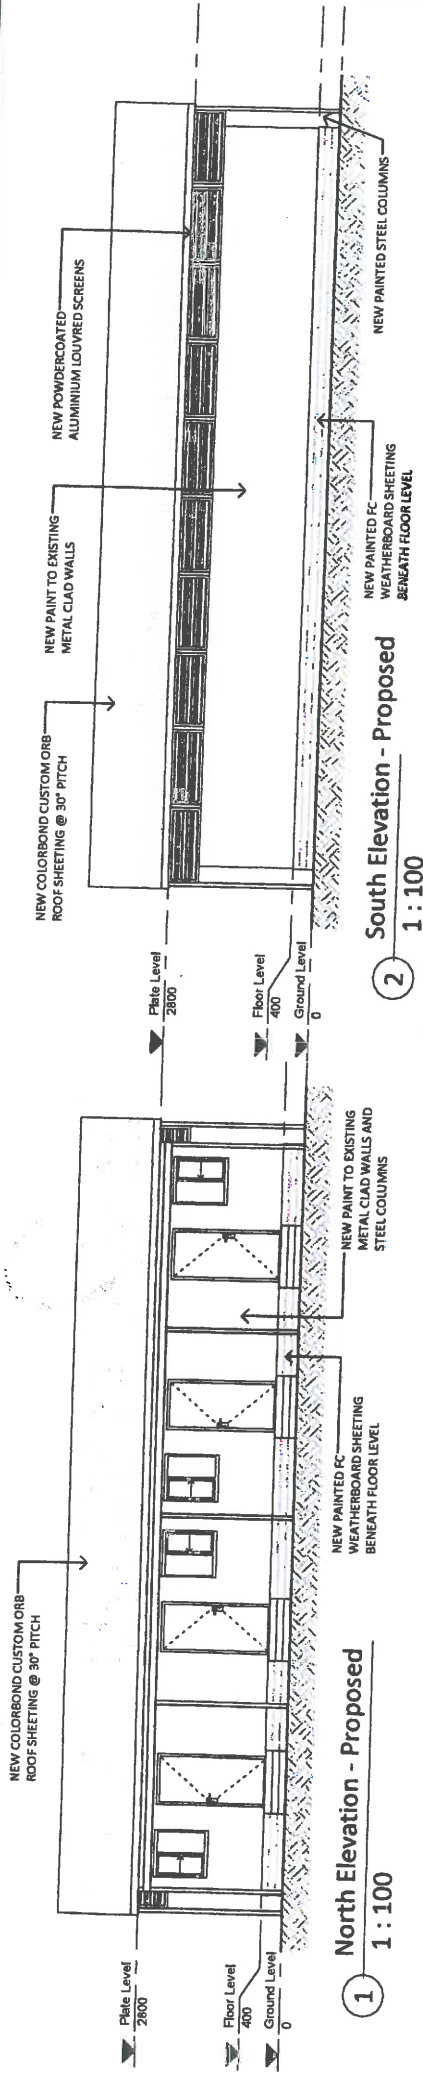 NEW COLORBOND CUSTOM ORB
ROOF SHEETING @ 30° PITCH
Plate Level
2800
Floor Level
400
Ground Level
0
NEW PAINTED FC
WEATHERBOARD SHEETING
BENEATH FLOOR LEVEL
NEW PAINT TO EXISTING
METAL CLAD WALLS AND
STEEL COLUMNS
1
North Elevation - Proposed
1 : 100
NEW COLORBOND CUSTOM ORB
ROOF SHEETING @ 30° PITCH
NEW PAINT TO EXISTING
METAL CLAD WALLS
NEW POWDERCOATED
ALUMINIUM LOUVRED SCREENS
Plate Level
2800
Floor Level
400
Ground Level
0
NEW PAINTED FC
WEATHERBOARD SHEETING
BENEATH FLOOR LEVEL
NEW PAINTED STEEL COLUMNS
2
South Elevation - Proposed
1 : 100